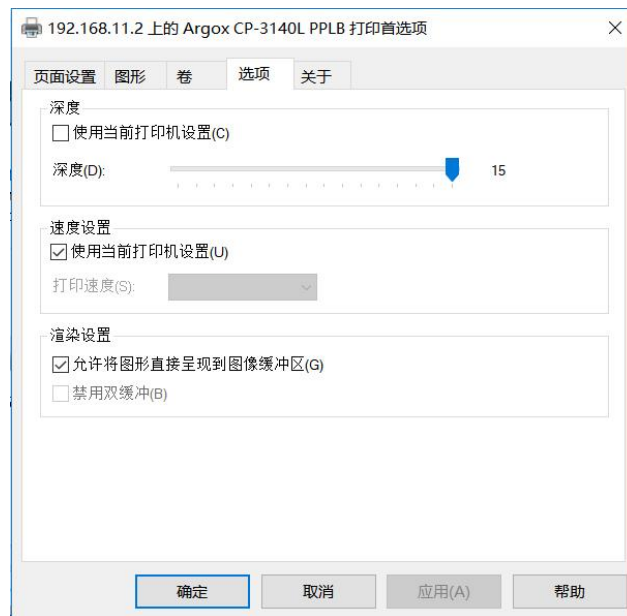 192.168.11.2 上的 Argox CP-3140L PPLB 打印首选项
页面设置 图形 卷 选项 关于
深度
使用当前打印机设置(C)
深度(D): 15
速度设置
使用当前打印机设置(U)
打印速度(S):
渲染设置
允许将图形直接呈现到图像缓冲区(G)
禁用双缓冲(B)
确定 取消 应用(A) 帮助